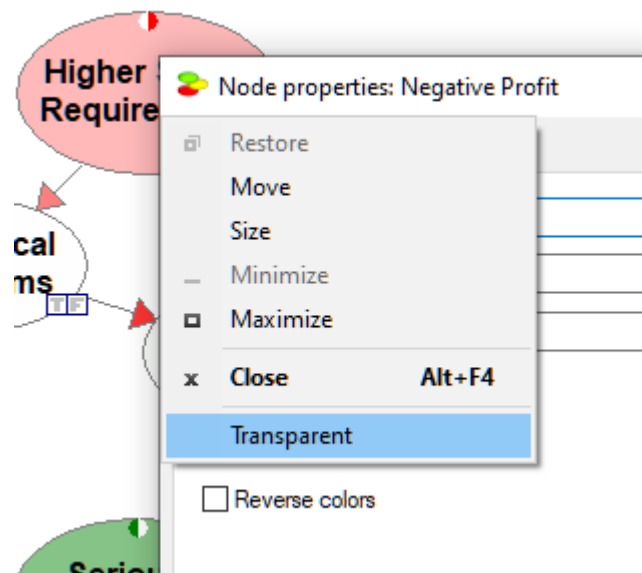 Higher
Require
Node properties: Negative Profit
Restore
Move
Size
Minimize
Maximize
Close Alt+F4
Transparent
cal
ms
T F
Reverse colors